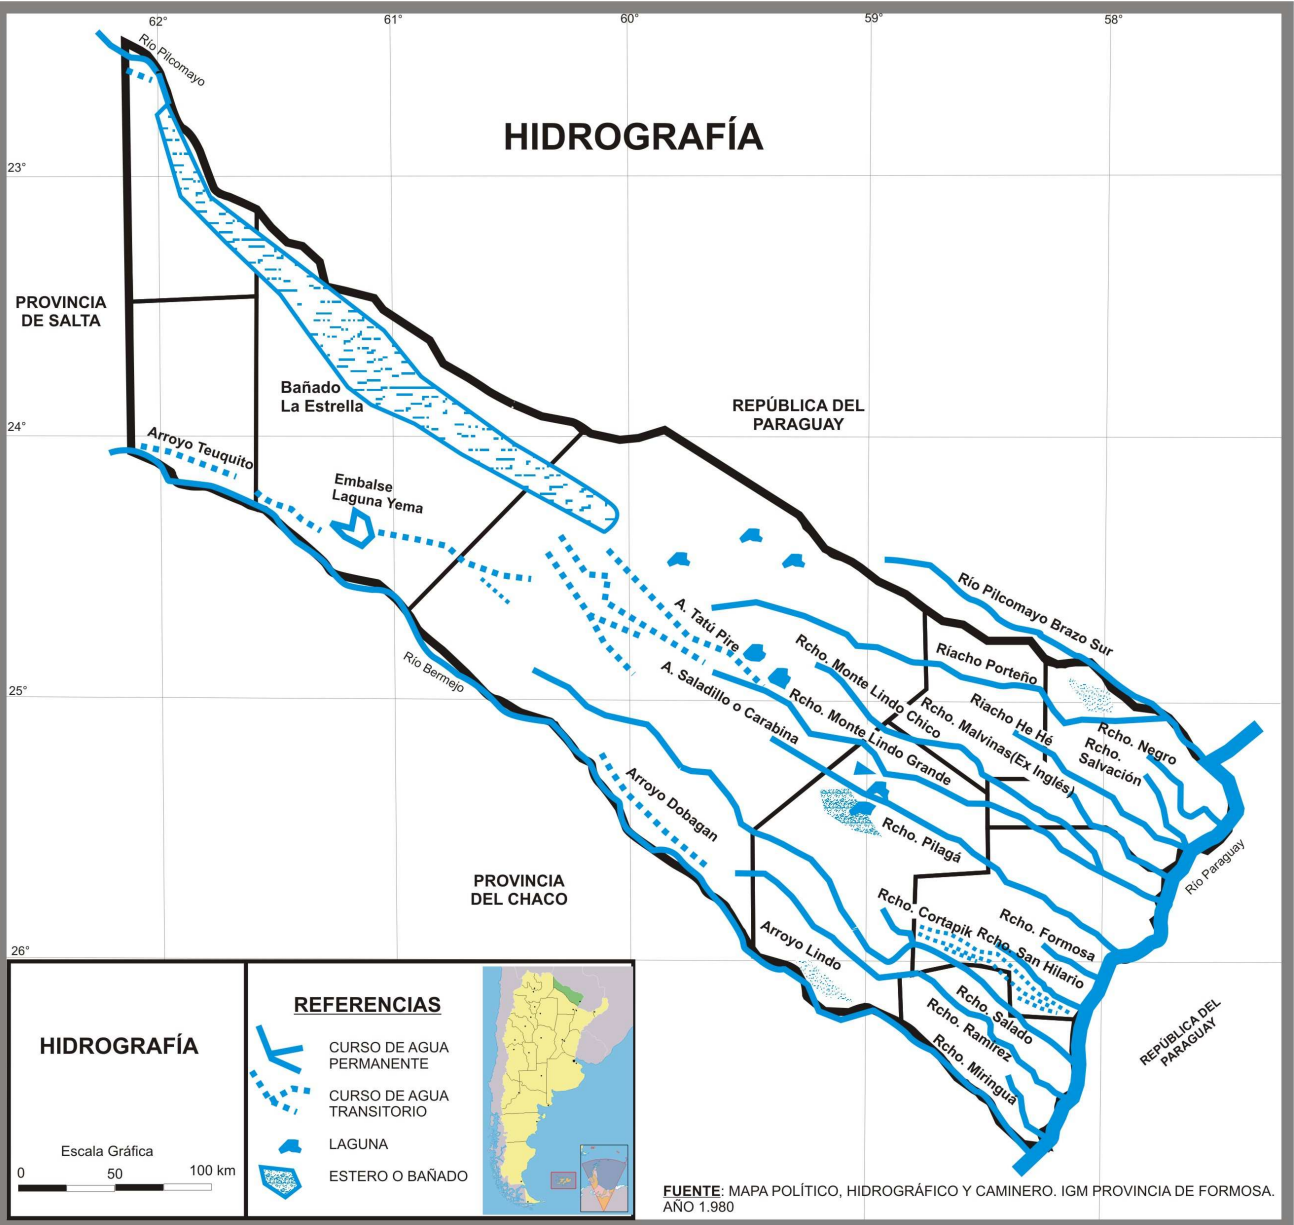 62°
61°
60°
59°
58°
Río Pilcomayo
HIDROGRAFÍA
23°
PROVINCIA
DE SALTA
Bañado
La Estrella
REPÚBLICA DEL
PARAGUAY
24°
Arroyo Teuquito
Embalse
Laguna Yema
Río Pilcomayo Brazo Sur
A. Tatú Pire
Rcho. Monte Lindo Chico
Riacho Porteño
Río Bermejo
A. Saladillo o Carabina
Rcho. Monte Lindo Grande
Rcho. Malvinas(Ex Inglés)
Riacho He Hé
25°
Rcho. Negro
Rcho.
Salvación
Arroyo Dobagan
Rcho. Pilagá
Río Paraguay
PROVINCIA
DEL CHACO
Rcho. Cortapik
Rcho. Formosa
Rcho. San Hilario
Arroyo Lindo
26°
Rcho. Salado
Rcho. Ramirez
Rcho. Miringua
REPÚBLICA DEL
PARAGUAY
HIDROGRAFÍA
Escala Gráfica
0 50 100 km
REFERENCIAS
CURSO DE AGUA
PERMANENTE
CURSO DE AGUA
TRANSITORIO
LAGUNA
ESTERO O BAÑADO
FUENTE: MAPA POLÍTICO, HIDROGRÁFICO Y CAMINERO. IGM PROVINCIA DE FORMOSA.
AÑO 1.980